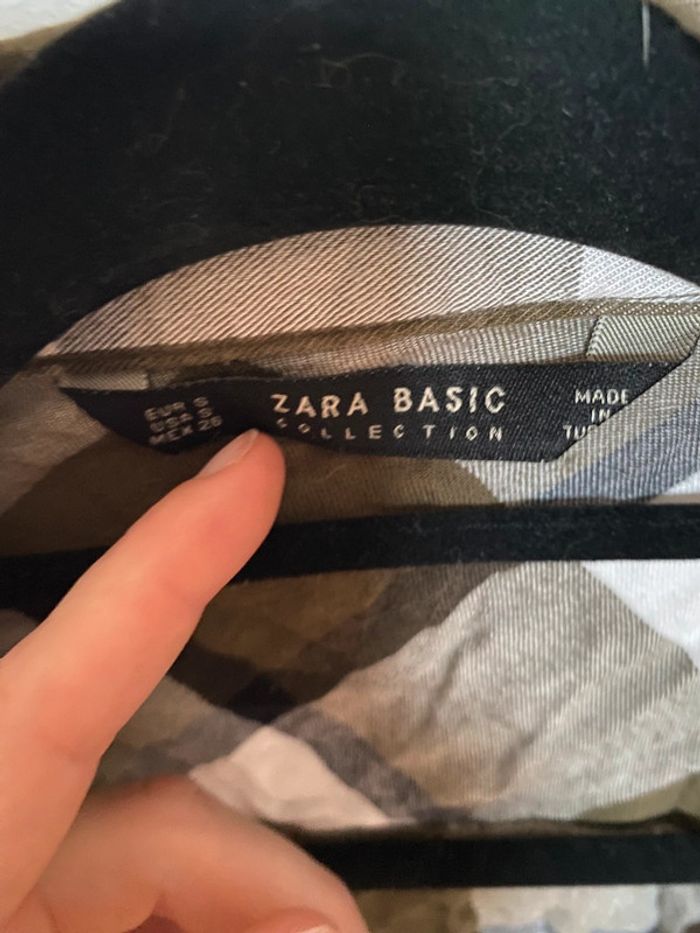 EUR S
USA S
MEX 26
ZARA BASIC
COLLECTION
MADE
IN